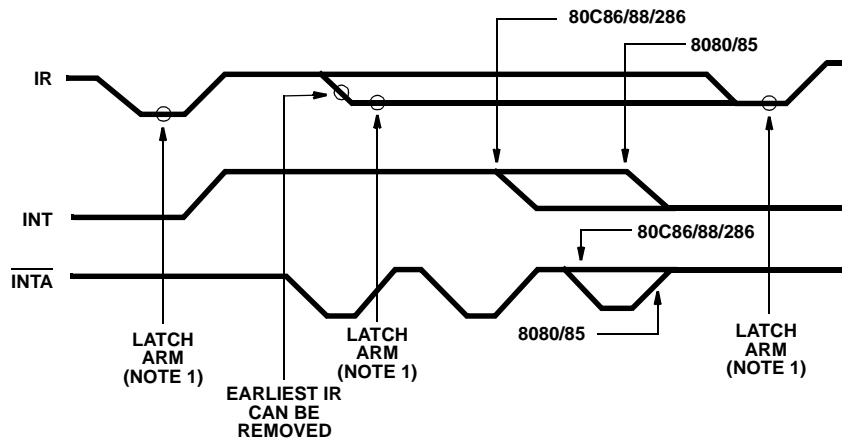 80C86/88/286
8080/85
IR
INT
80C86/88/286
INTA
8080/85
LATCH
ARM
(NOTE 1)
EARLIEST IR
CAN BE
REMOVED
LATCH
ARM
(NOTE 1)
LATCH
ARM
(NOTE 1)